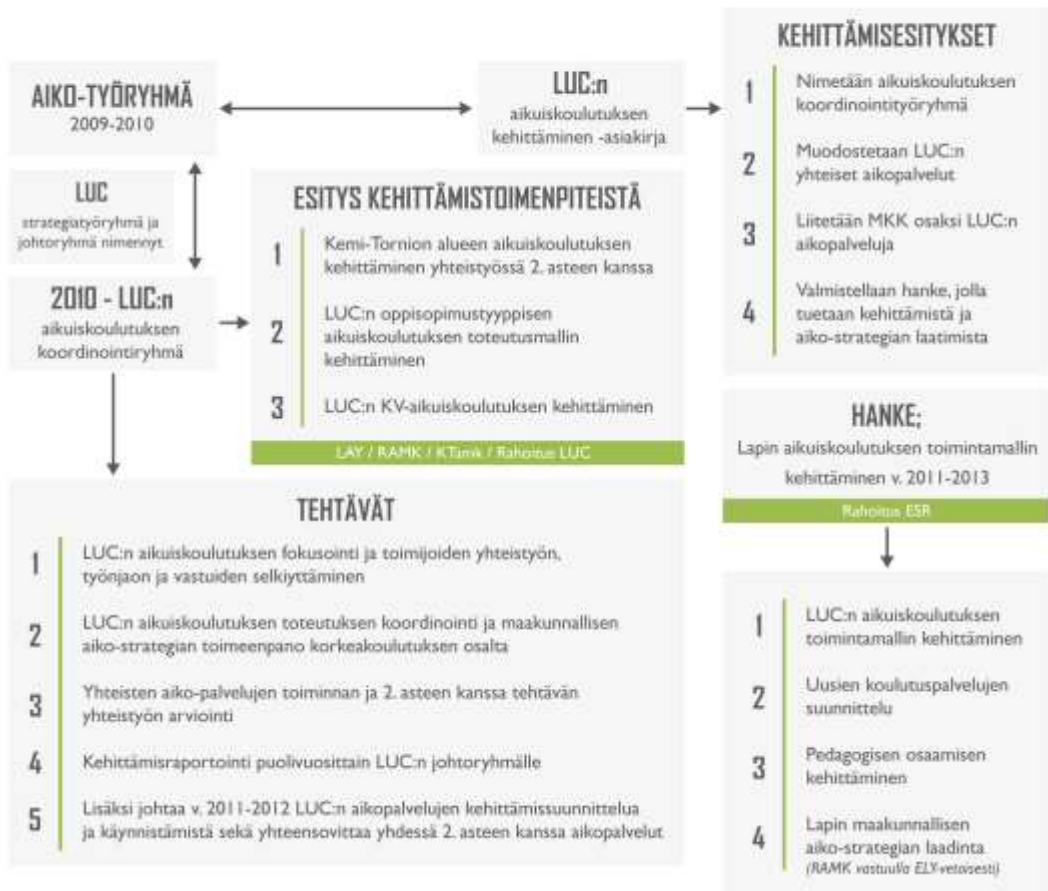 AIKO-TYÖRYHMÄ
2009-2010
LUC:n
aikuiskoulutuksen
kehittäminen -asiakirja
KEHITTÄMISESITYKSET
1
Nimetään aikuiskoulutuksen
koordinointityöryhmä
2
Muodostetaan LUC:n
yhteiset aikopalvelut
3
Liitetään MKK osaksi LUC:n
aikopalveluja
4
Valmistellaan hanke, jolla
tuetaan kehittämistä ja
aiko-strategian laatimista
LUC
strategiatyöryhmä ja
johtoryhmä nimennyt
2010 - LUC:n
aikuiskoulutuksen
koordinointiryhmä
ESITYS KEHITTÄMISTOIMENPITEISTÄ
1
Kemi-Tornion alueen aikuiskoulutuksen
kehittäminen yhteistyössä 2. asteen kanssa
2
LUC:n oppisopimustyyppisen
aikuiskoulutuksen toteutusmallin
kehittäminen
3
LUC:n KV-aikuiskoulutuksen kehittäminen
LAY / RAMK / KTamk / Rahoitus LUC
HANKE;
Lapin aikuiskoulutuksen toimintamallin
kehittäminen v. 2011-2013
Rahoitus ESR
TEHTÄVÄT
1
LUC:n aikuiskoulutuksen fokusointi ja toimijoiden yhteistyön,
työnjaon ja vastuiden selkiyttäminen
2
LUC:n aikuiskoulutuksen toteutuksen koordinointi ja maakunnallisen
aiko-strategian toimeenpano korkeakoulutuksen osalta
3
Yhteisten aiko-palvelujen toiminnan ja 2. asteen kanssa tehtävän
yhteistyön arviointi
4
Kehittämisraportointi puolivuosittain LUC:n johtoryhmälle
5
Lisäksi johtaa v. 2011-2012 LUC:n aikopalvelujen kehittämissuunnittelua
ja käynnistämistä sekä yhteensovittaa yhdessä 2. asteen kanssa aikopalvelut
1
LUC:n aikuiskoulutuksen
toimintamallin kehittäminen
2
Uusien koulutuspalvelujen
suunnittelu
3
Pedagogisen osaamisen
kehittäminen
4
Lapin maakunnallisen
aiko-strategian laadinta
(RAMK vastuulla ELY-vetoisesti)